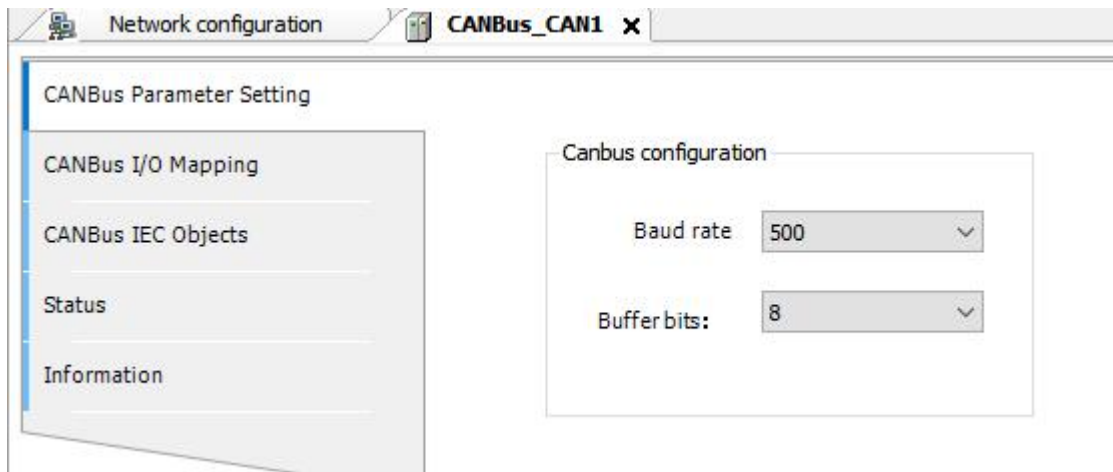 Network configuration
CANBus_CAN1
CANBus Parameter Setting
CANBus I/O Mapping
CANBus IEC Objects
Status
Information
Canbus configuration
Baud rate 500
Buffer bits: 8